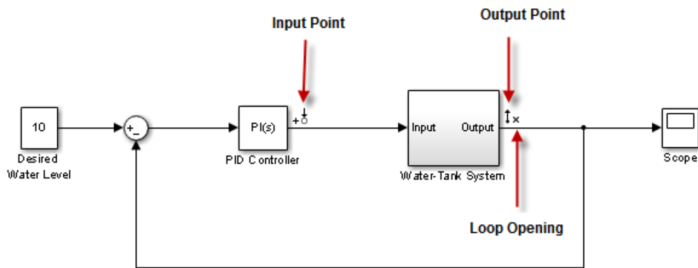 Input Point
Output Point
10
Desired
Water Level
+
−
PI(s)
PID Controller
+
Input
Output
Water-Tank System
Scope
Loop Opening